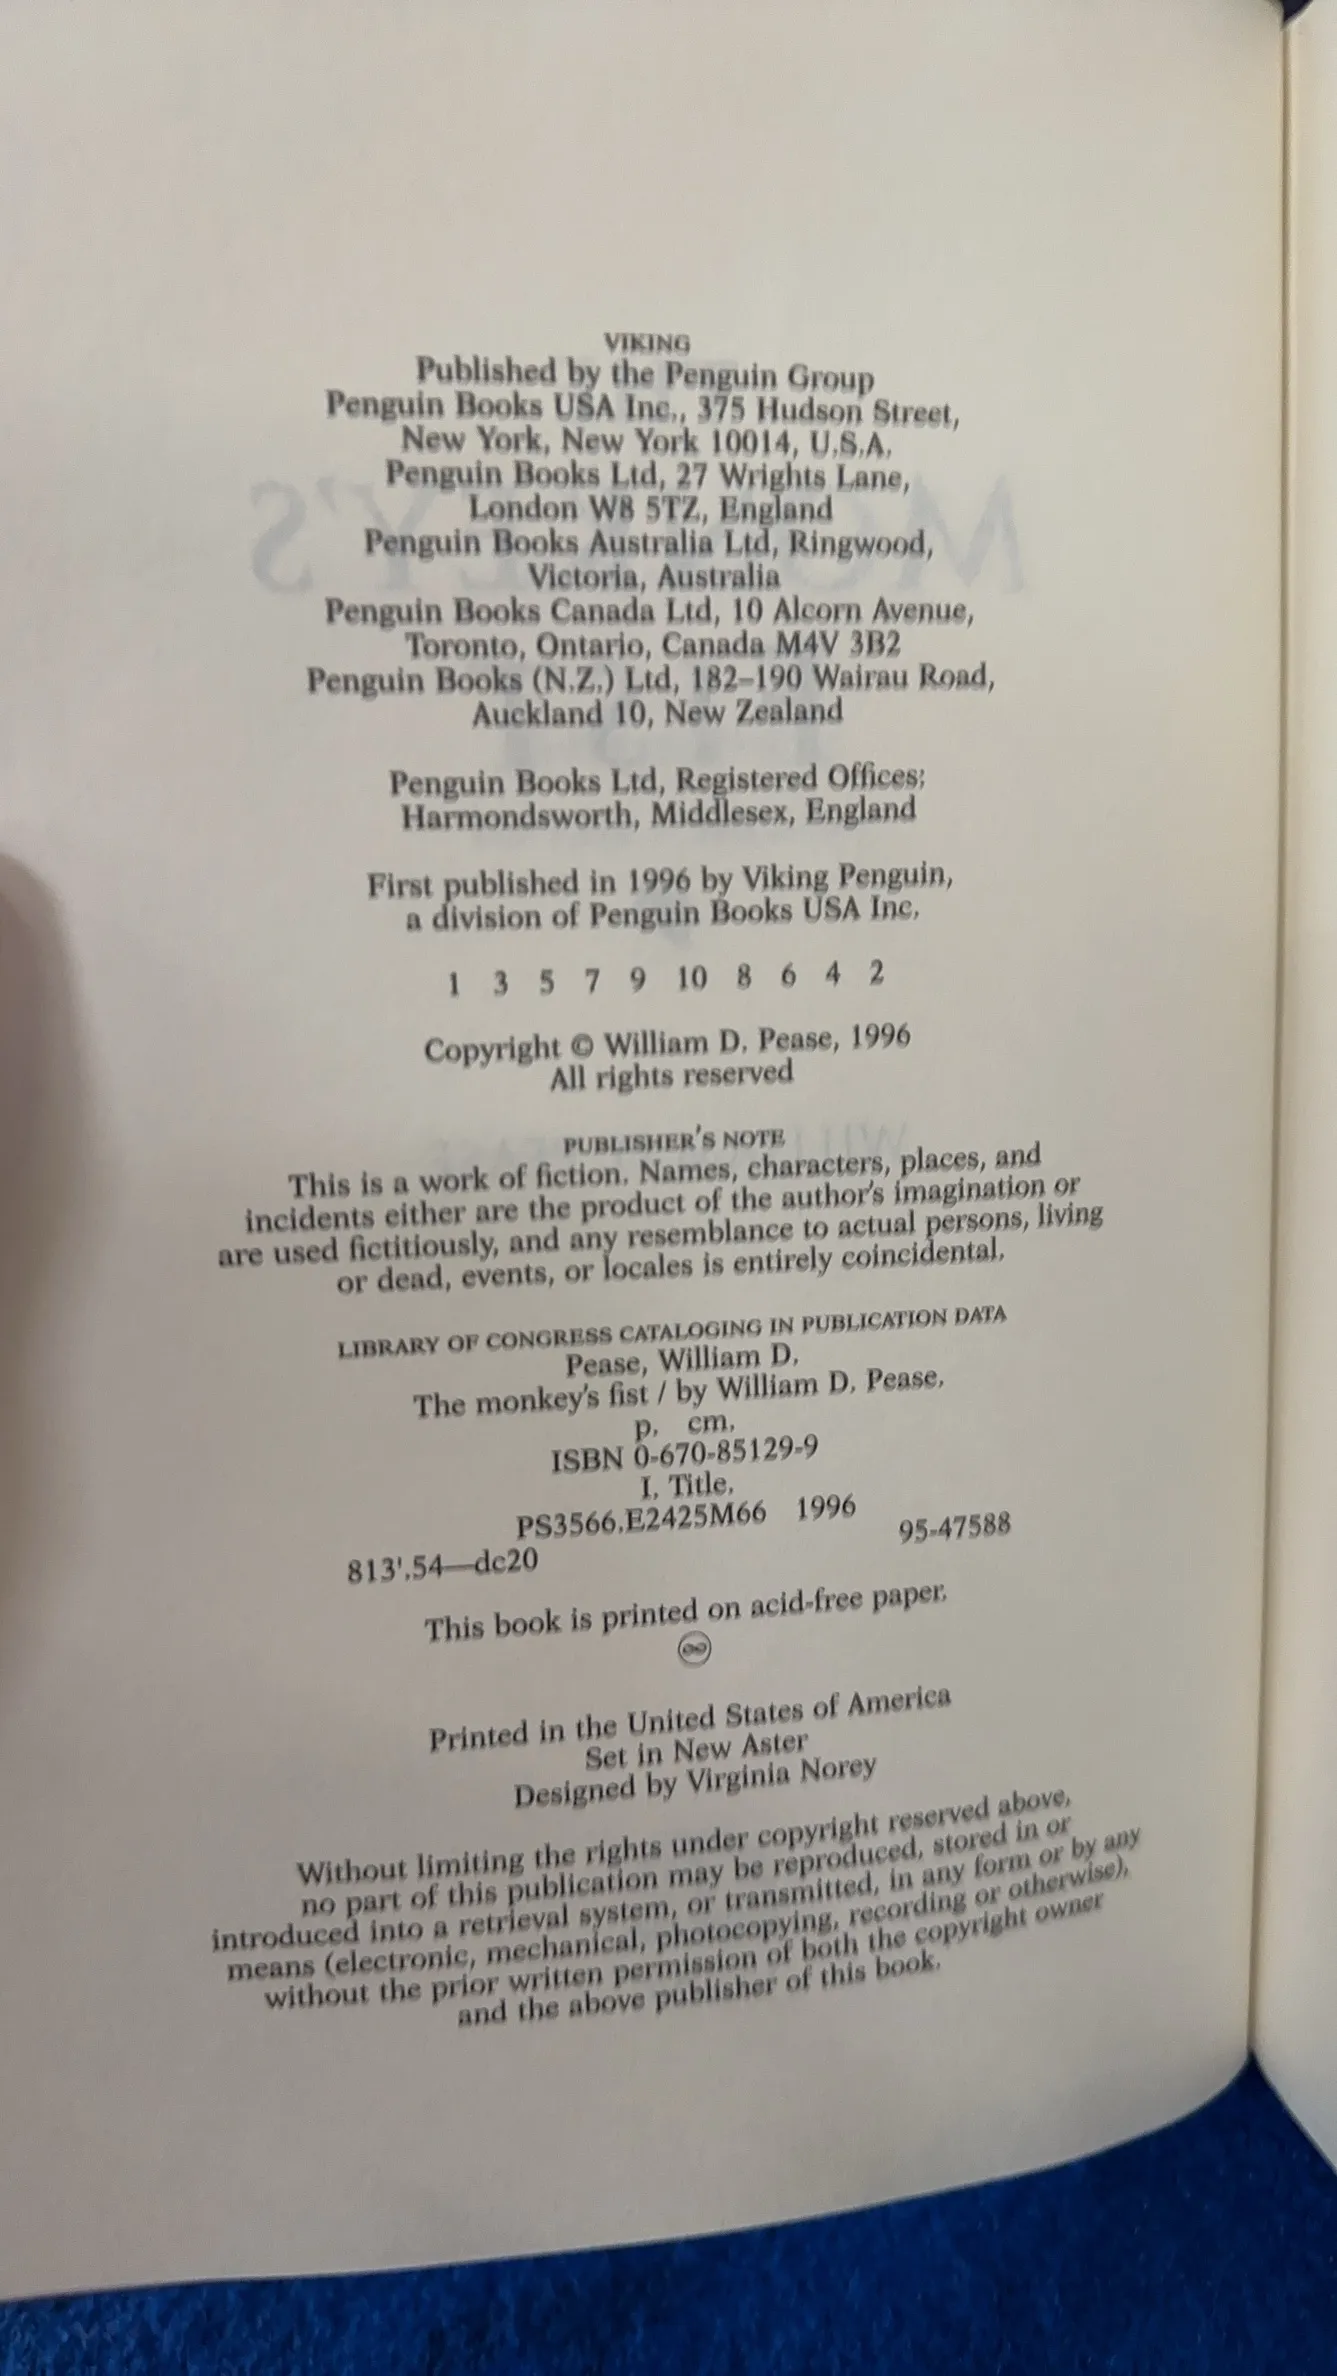 VIKING
Published by the Penguin Group
Penguin Books USA Inc., 375 Hudson Street,
New York, New York 10014, U.S.A.
Penguin Books Ltd, 27 Wrights Lane,
London W8 5TZ, England
Penguin Books Australia Ltd, Ringwood,
Victoria, Australia
Penguin Books Canada Ltd, 10 Alcorn Avenue,
Toronto, Ontario, Canada M4V 3B2
Penguin Books (N.Z.) Ltd, 182–190 Wairau Road,
Auckland 10, New Zealand
Penguin Books Ltd, Registered Offices:
Harmondsworth, Middlesex, England
First published in 1996 by Viking Penguin,
a division of Penguin Books USA Inc.
1 3 5 7 9 10 8 6 4 2
Copyright © William D. Pease, 1996
All rights reserved
PUBLISHER'S NOTE
This is a work of fiction. Names, characters, places, and
incidents either are the product of the author's imagination or
are used fictitiously, and any resemblance to actual persons, living
or dead, events, or locales is entirely coincidental.
LIBRARY OF CONGRESS CATALOGING IN PUBLICATION DATA
Pease, William D.
The monkey's fist / by William D. Pease.
p. cm.
ISBN 0-670-85129-9
I. Title.
PS3566.E2425M66 1996
813'.54—dc20 95-47588
This book is printed on acid-free paper.
Printed in the United States of America
Set in New Aster
Designed by Virginia Norey
Without limiting the rights under copyright reserved above,
no part of this publication may be reproduced, stored in or
introduced into a retrieval system, or transmitted, in any form or by any
means (electronic, mechanical, photocopying, recording or otherwise),
without the prior written permission of both the copyright owner
and the above publisher of this book.